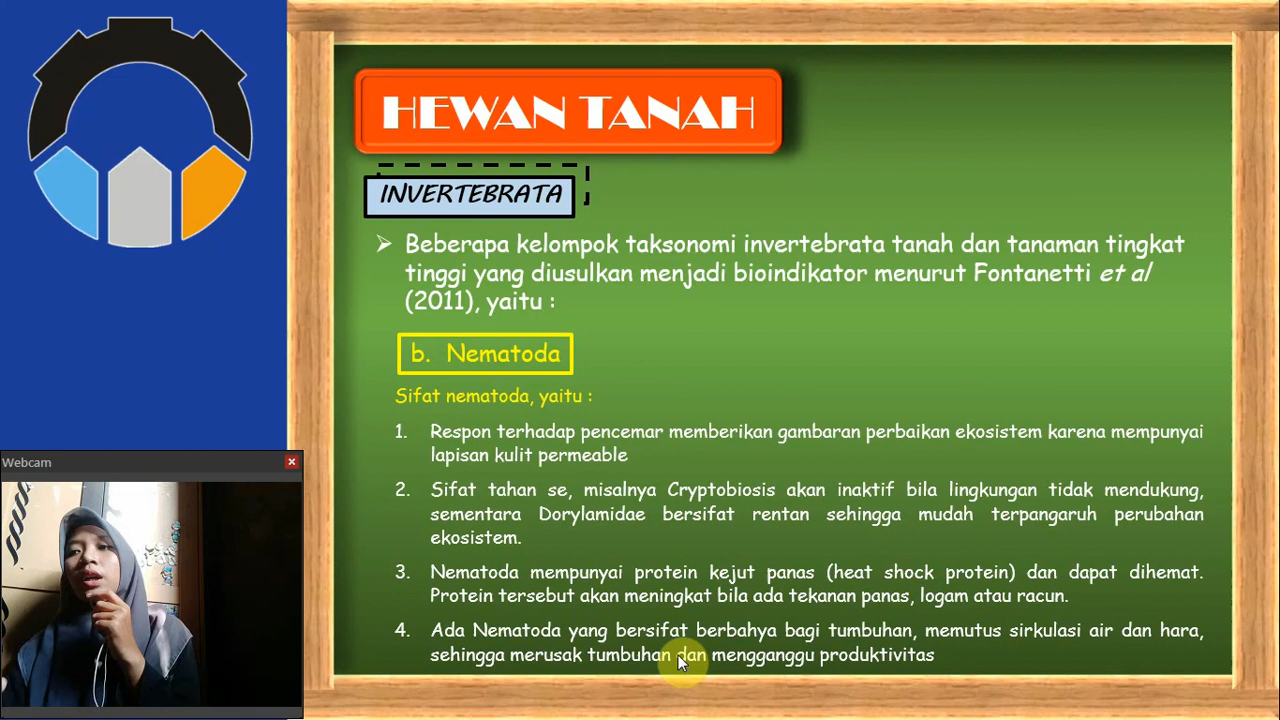 HEWAN TANAH
INVERTEBRATA
➢ Beberapa kelompok taksonomi invertebrata tanah dan tanaman tingkat
tinggi yang diusulkan menjadi bioindikator menurut Fontanetti et al
(2011), yaitu :
b. Nematoda
Sifat nematoda, yaitu :
1. Respon terhadap pencemar memberikan gambaran perbaikan ekosistem karena mempunyai
lapisan kulit permeable
2. Sifat tahan se, misalnya Cryptobiosis akan inaktif bila lingkungan tidak mendukung,
sementara Dorylamidae bersifat rentan sehingga mudah terpangaruh perubahan
ekosistem.
3. Nematoda mempunyai protein kejut panas (heat shock protein) dan dapat dihemat.
Protein tersebut akan meningkat bila ada tekanan panas, logam atau racun.
4. Ada Nematoda yang bersifat berbahya bagi tumbuhan, memutus sirkulasi air dan hara,
sehingga merusak tumbuhan dan mengganggu produktivitas
Webcam